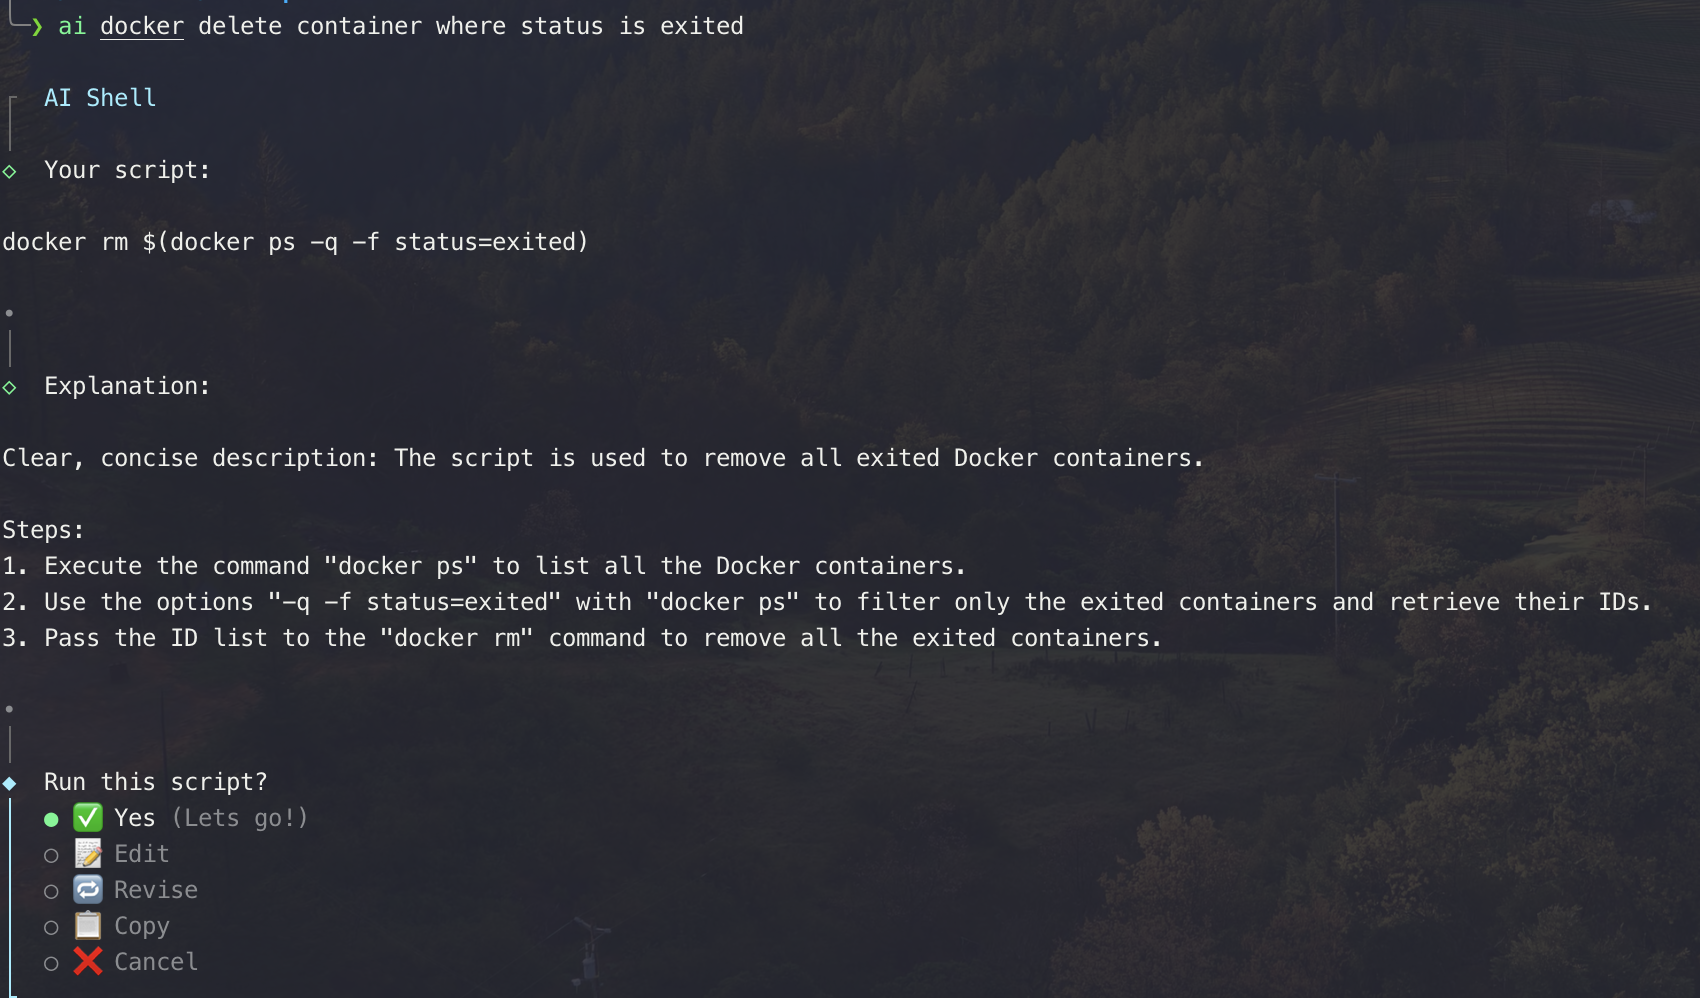 ❯ ai docker delete container where status is exited
AI Shell
Your script:
docker rm $(docker ps -q -f status=exited)
Explanation:
Clear, concise description: The script is used to remove all exited Docker containers.
Steps:
1. Execute the command "docker ps" to list all the Docker containers.
2. Use the options "-q -f status=exited" with "docker ps" to filter only the exited containers and retrieve their IDs.
3. Pass the ID list to the "docker rm" command to remove all the exited containers.
Run this script?
● ✅ Yes (Lets go!)
○ 📝 Edit
○ 🔁 Revise
○ 📋 Copy
○ ❌ Cancel